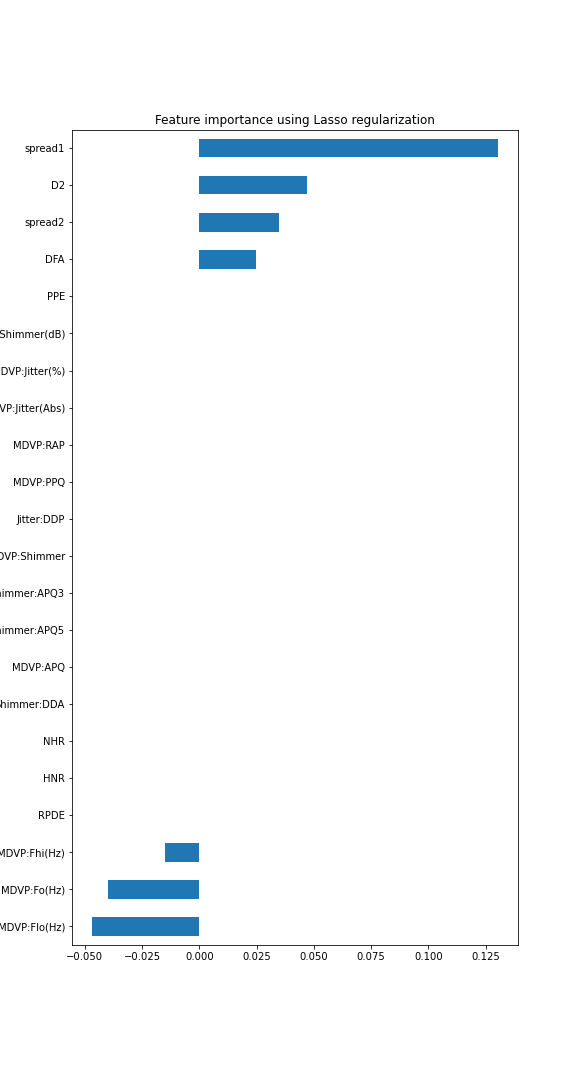 Feature importance using Lasso regularization
spread1
D2
spread2
DFA
PPE
Shimmer(dB)
DVP:Jitter(%)
VP:Jitter(Abs)
MDVP:RAP
MDVP:PPQ
Jitter:DDP
DVP:Shimmer
immer:APQ3
immer:APQ5
MDVP:APQ
Shimmer:DDA
NHR
HNR
RPDE
MDVP:Fhi(Hz)
MDVP:Fo(Hz)
MDVP:Flo(Hz)
−0.050 −0.025 0.000 0.025 0.050 0.075 0.100 0.125